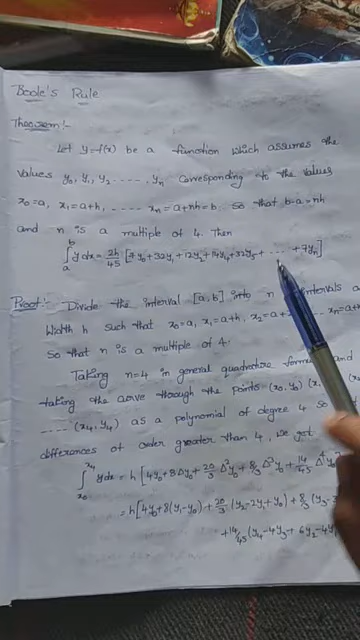 Boole's Rule
Theorem:-
Let y=f(x) be a function which assumes the
values y₀, y₁, y₂ ------, yₙ corresponding to the values
x₀=a, x₁=a+h, ---- xₙ=a+nh=b. so that b-a=nh
and n is a multiple of 4. Then
∫ₐᵇ y dx = 2h/45 [7y₀+32y₁+12y₂+32y₃+14y₄+ ---- +7yₙ]
Proof:- Divide the interval [a,b] into n intervals
width h such that x₀=a, x₁=a+h, x₂=a+ xₙ=a+
So that n is a multiple of 4.
Taking n=4 in general quadrature and
taking the curve through the points (x₀, y₀)
---- (x₄, y₄) as a polynomial of degree 4 so
differences of order greater than 4, we get
∫ₓ₀ˣ⁴ y dx = h [4y₀+8Δy₀+20/3 Δ²y₀+8/3 Δ³y₀+14/45 Δ⁴y₀
= h[4y₀+8(y₁-y₀)+20/3 (y₂-2y₁+y₀)+8/3 (y₃-3
+14/45 (y₄-4y₃+6y₂-4y₁